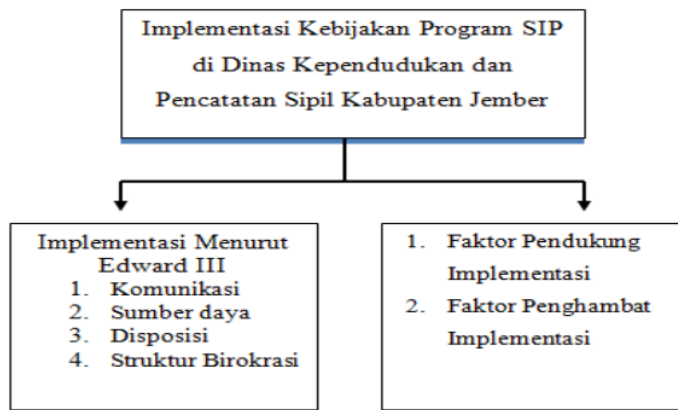 Implementasi Kebijakan Program SIP
di Dinas Kependudukan dan
Pencatatan Sipil Kabupaten Jember
Implementasi Menurut
Edward III
1. Komunikasi
2. Sumber daya
3. Disposisi
4. Struktur Birokrasi
1. Faktor Pendukung
Implementasi
2. Faktor Penghambat
Implementasi